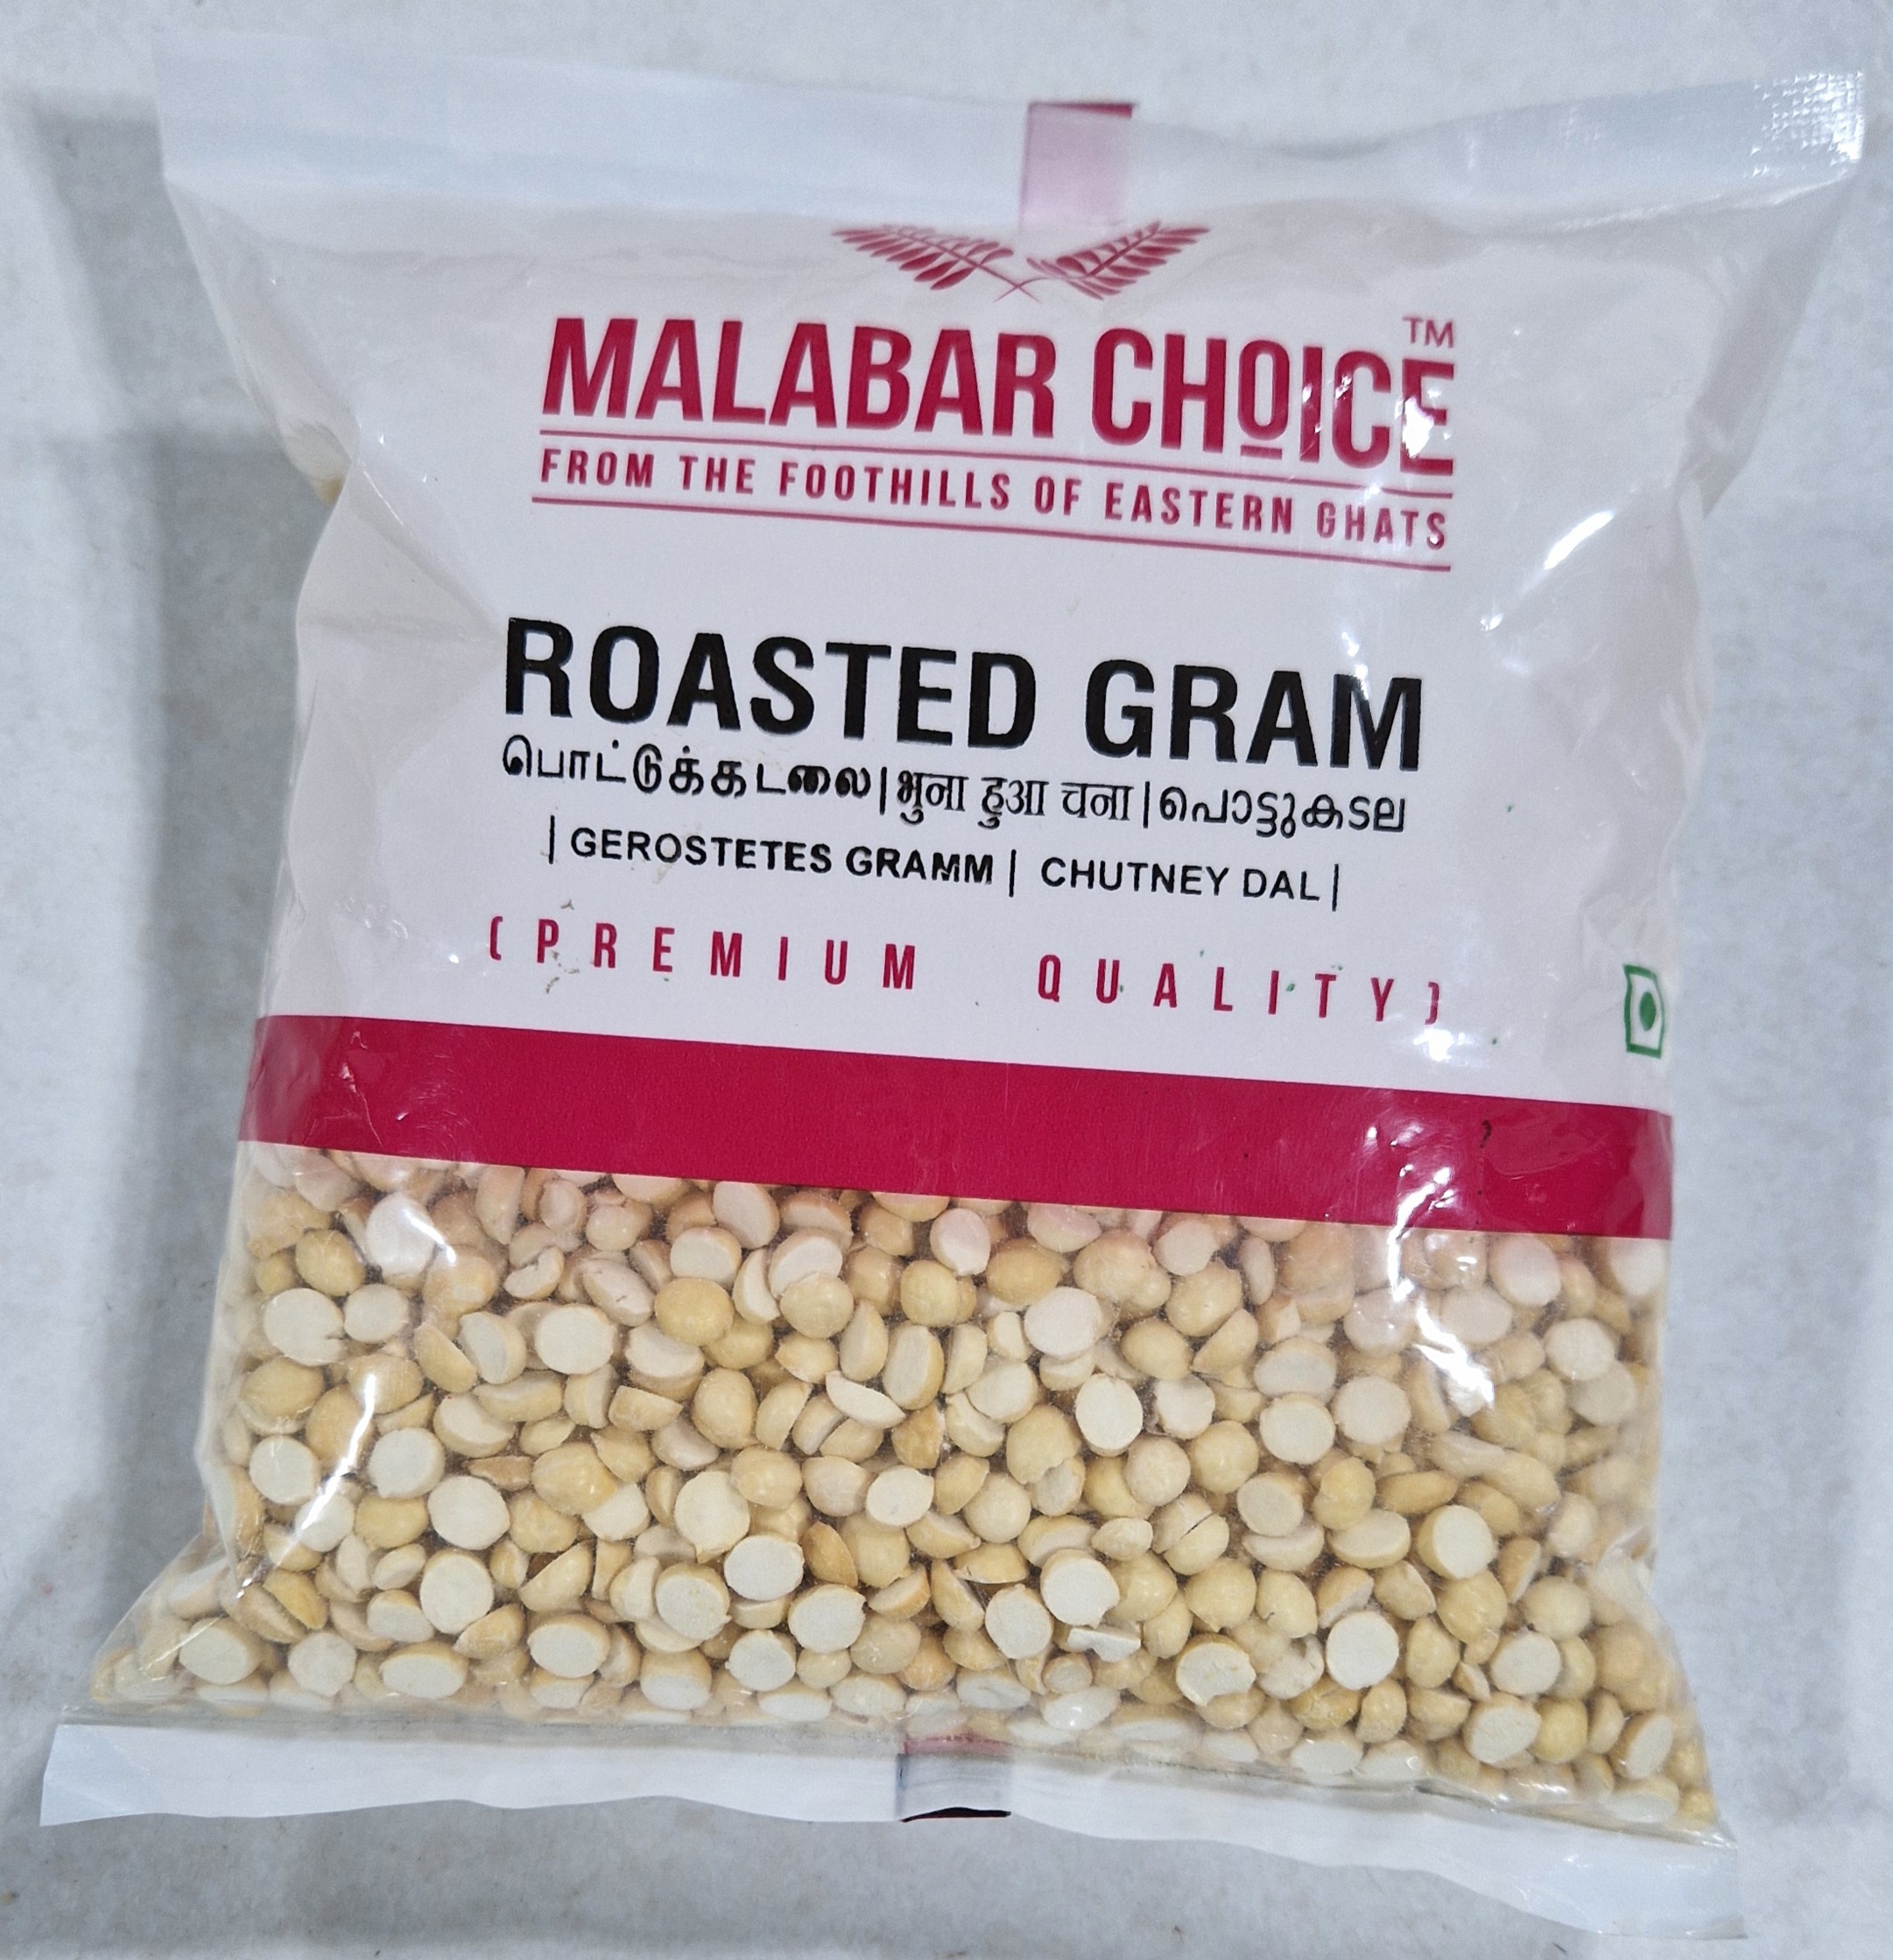 MALABAR CHOICE™
FROM THE FOOTHILLS OF EASTERN GHATS
ROASTED GRAM
பொட்டுக்கடலை|भुना हुआ चना|പൊട്ടുകടല
| GEROSTETES GRAMM | CHUTNEY DAL |
(PREMIUM QUALITY)